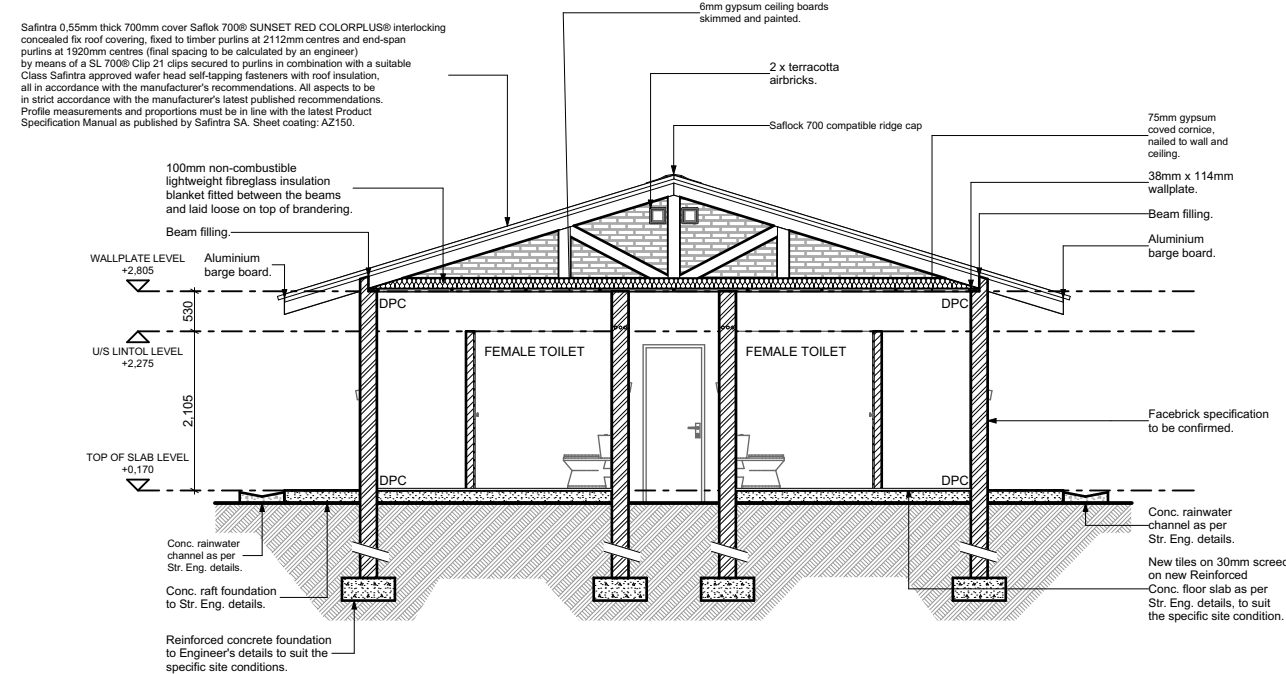 Safintra 0,55mm thick 700mm cover Saflok 700® SUNSET RED COLORPLUS® interlocking
concealed fix roof covering, fixed to timber purlins at 2112mm centres and end-span
purlins at 1920mm centres (final spacing to be calculated by an engineer)
by means of a SL 700® Clip 21 clips secured to purlins in combination with a suitable
Class Safintra approved wafer head self-tapping fasteners with roof insulation,
all in accordance with the manufacturer's recommendations. All aspects to be
in strict accordance with the manufacturer's latest published recommendations.
Profile measurements and proportions must be in line with the latest Product
Specification Manual as published by Safintra SA. Sheet coating: AZ150.
6mm gypsum ceiling boards
skimmed and painted.
2 x terracotta
airbricks.
Saflock 700 compatible ridge cap
75mm gypsum
coved cornice,
nailed to wall and
ceiling.
100mm non-combustible
lightweight fibreglass insulation
blanket fitted between the beams
and laid loose on top of brandering.
38mm x 114mm
wallplate.
Beam filling.
Beam filling.
Aluminium
barge board.
Aluminium
barge board.
WALLPLATE LEVEL
+2,805
530
DPC
DPC
U/S LINTOL LEVEL
+2,275
FEMALE TOILET
FEMALE TOILET
2,105
Facebrick specification
to be confirmed.
TOP OF SLAB LEVEL
+0,170
DPC
DPC
Conc. rainwater
channel as per
Str. Eng. details.
Conc. rainwater
channel as per
Str. Eng. details.
Conc. raft foundation
to Str. Eng. details.
New tiles on 30mm screed
on new Reinforced
Conc. floor slab as per
Str. Eng. details, to suit
the specific site condition.
Reinforced concrete foundation
to Engineer's details to suit the
specific site conditions.